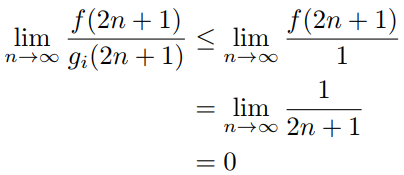 lim_{n→∞} f(2n + 1) / g_i(2n + 1) ≤ lim_{n→∞} f(2n + 1) / 1
= lim_{n→∞} 1 / (2n + 1)
= 0